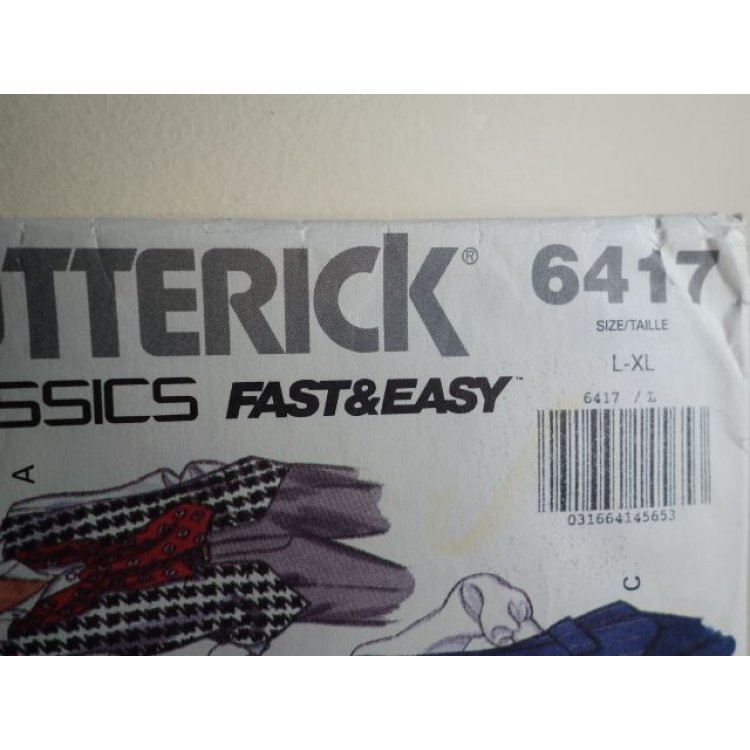 UTTERICK® 6417
SIZE/TAILLE
L-XL
SSICS FAST&EASY™
6417 / L
031664145653
A
C